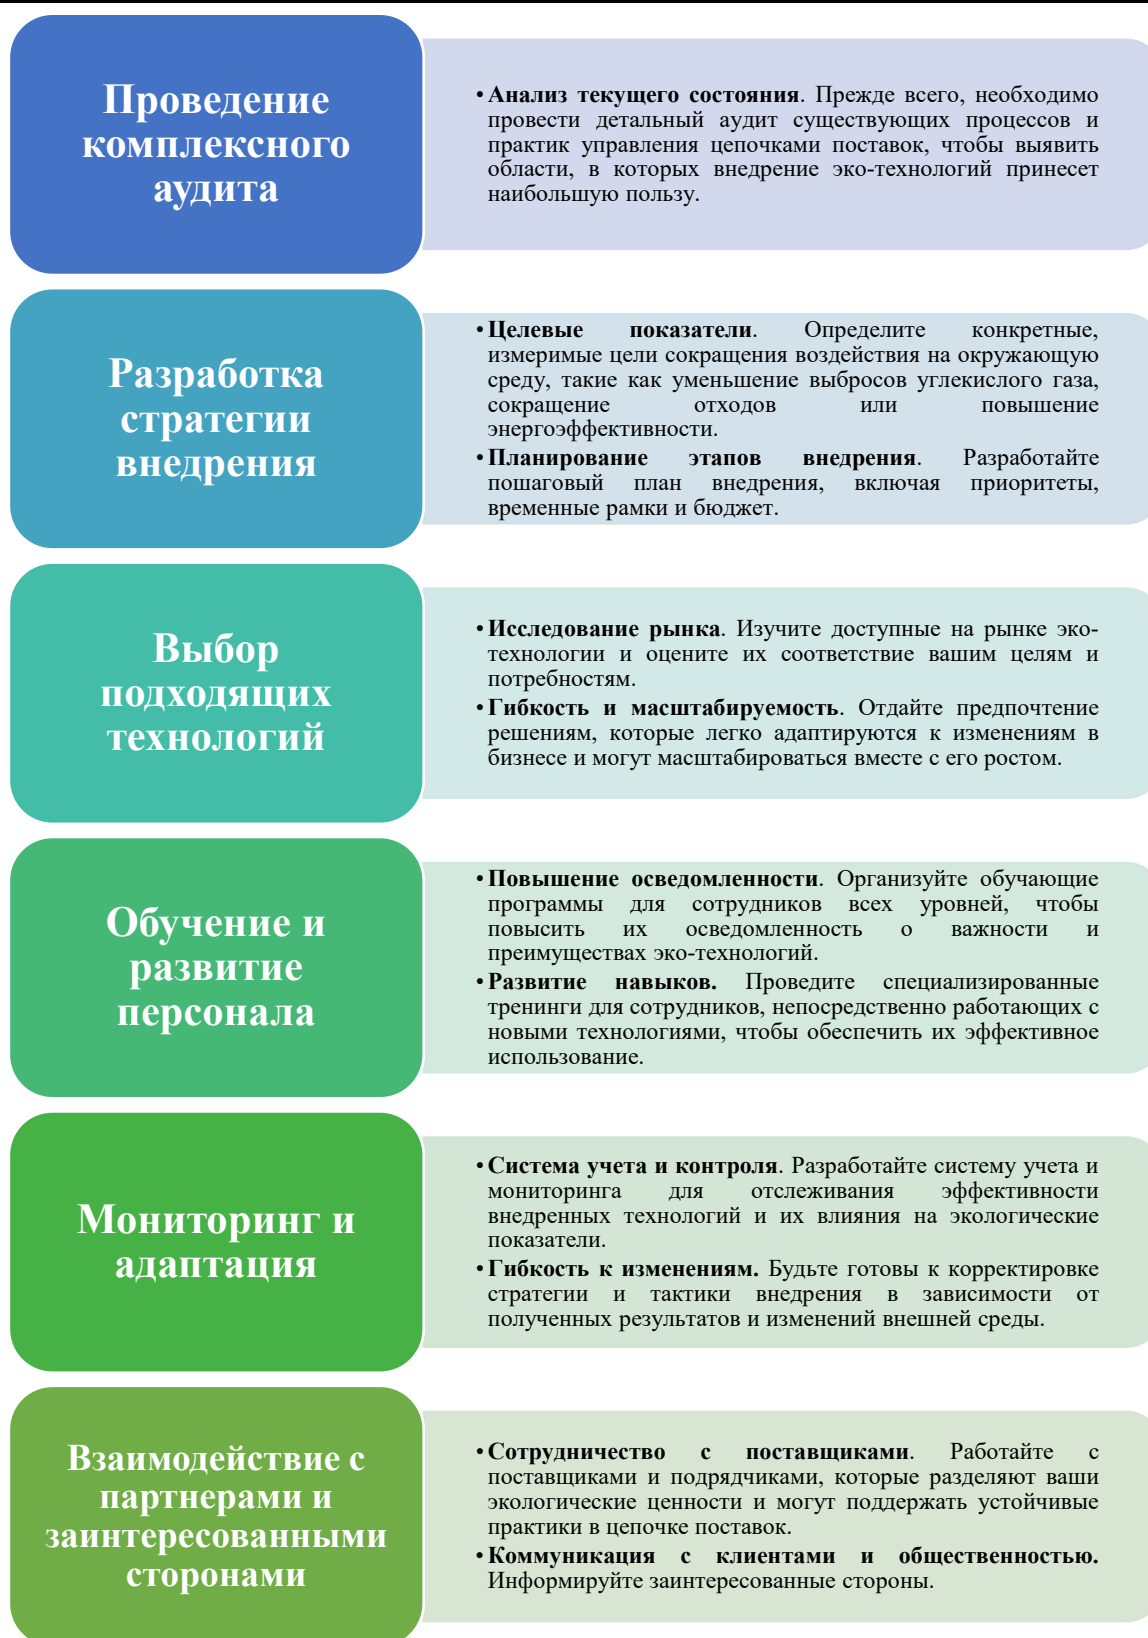 Проведение
комплексного
аудита
• Анализ текущего состояния. Прежде всего, необходимо
провести детальный аудит существующих процессов и
практик управления цепочками поставок, чтобы выявить
области, в которых внедрение эко-технологий принесет
наибольшую пользу.
Разработка
стратегии
внедрения
• Целевые показатели. Определите конкретные,
измеримые цели сокращения воздействия на окружающую
среду, такие как уменьшение выбросов углекислого газа,
сокращение отходов или повышение
энергоэффективности.
• Планирование этапов внедрения. Разработайте
пошаговый план внедрения, включая приоритеты,
временные рамки и бюджет.
Выбор
подходящих
технологий
• Исследование рынка. Изучите доступные на рынке эко-
технологии и оцените их соответствие вашим целям и
потребностям.
• Гибкость и масштабируемость. Отдайте предпочтение
решениям, которые легко адаптируются к изменениям в
бизнесе и могут масштабироваться вместе с его ростом.
Обучение и
развитие
персонала
• Повышение осведомленности. Организуйте обучающие
программы для сотрудников всех уровней, чтобы
повысить их осведомленность о важности и
преимуществах эко-технологий.
• Развитие навыков. Проведите специализированные
тренинги для сотрудников, непосредственно работающих с
новыми технологиями, чтобы обеспечить их эффективное
использование.
Мониторинг и
адаптация
• Система учета и контроля. Разработайте систему учета и
мониторинга для отслеживания эффективности
внедренных технологий и их влияния на экологические
показатели.
• Гибкость к изменениям. Будьте готовы к корректировке
стратегии и тактики внедрения в зависимости от
полученных результатов и изменений внешней среды.
Взаимодействие с
партнерами и
заинтересованными
сторонами
• Сотрудничество с поставщиками. Работайте с
поставщиками и подрядчиками, которые разделяют ваши
экологические ценности и могут поддержать устойчивые
практики в цепочке поставок.
• Коммуникация с клиентами и общественностью.
Информируйте заинтересованные стороны.